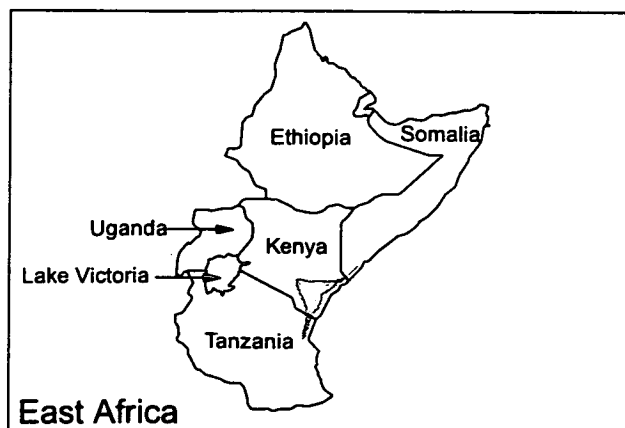 Ethiopia
Somalia
Uganda
Kenya
Lake Victoria
Tanzania
East Africa